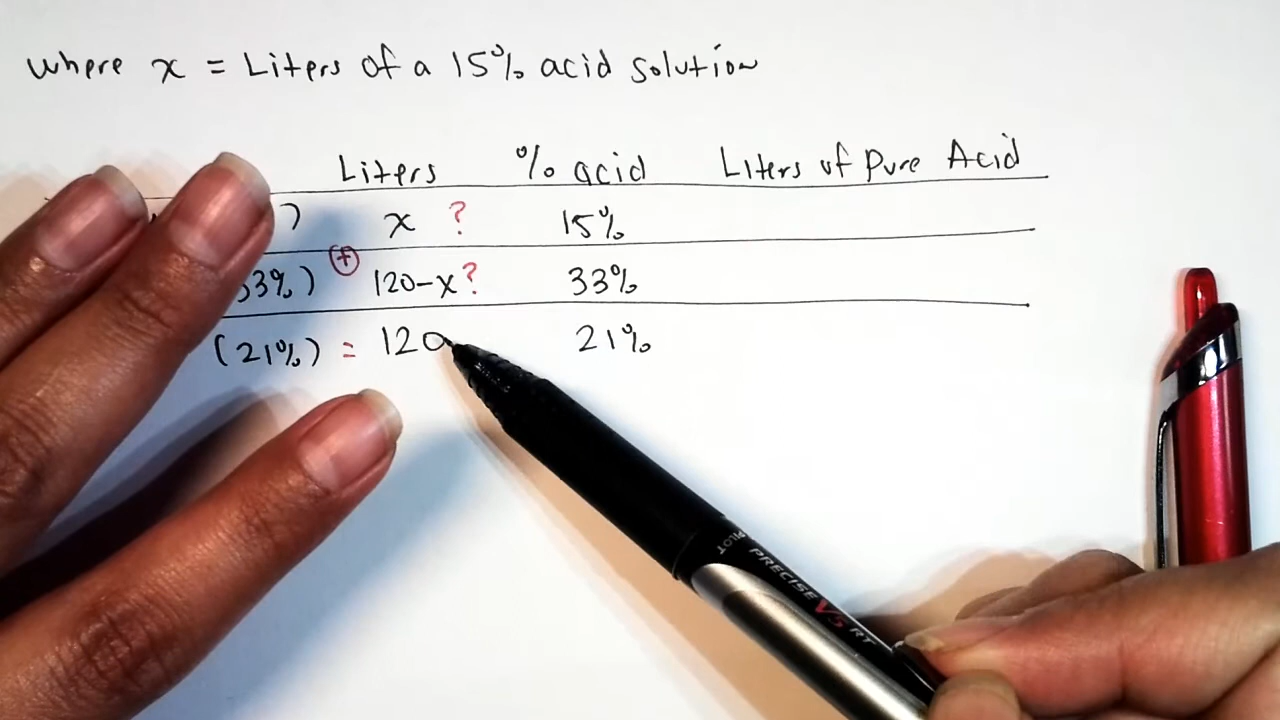 where x = Liters of a 15% acid solution
Liters % acid Liters of Pure Acid
) x ? 15%
33%) + 120-x? 33%
(21%) = 120 21%
PILOT PRECISE V5 RT